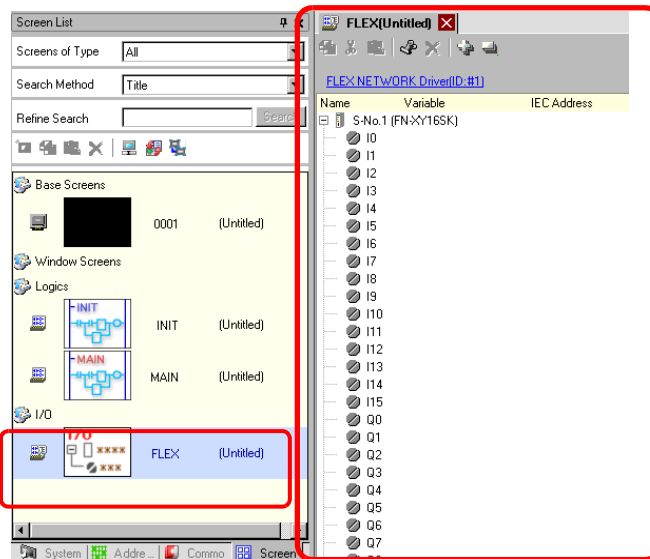 Screen List
Screens of Type
All
Search Method
Title
Refine Search
Search
Base Screens
0001 (Untitled)
Window Screens
Logics
INIT
INIT (Untitled)
MAIN
MAIN (Untitled)
I/O
I/O
****
***
FLEX (Untitled)
System
Addre...
Commo
Screen
FLEX(Untitled)
FLEX NETWORK Driver(ID:#1)
Name Variable IEC Address
S-No.1 (FN-XY16SK)
I0
I1
I2
I3
I4
I5
I6
I7
I8
I9
I10
I11
I12
I13
I14
I15
Q0
Q1
Q2
Q3
Q4
Q5
Q6
Q7